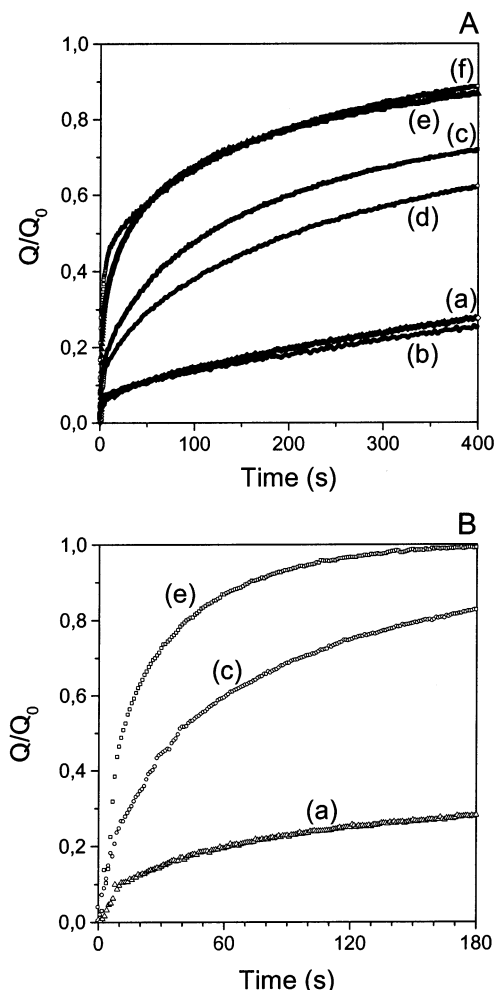 A
1,0
(f)
(e)
0,8
(c)
0,6
(d)
Q/Q0
0,4
(a)
0,2
(b)
0,0
0 100 200 300 400
Time (s)
B
1,0
(e)
0,8
(c)
0,6
Q/Q0
0,4
(a)
0,2
0,0
0 60 120 180
Time (s)